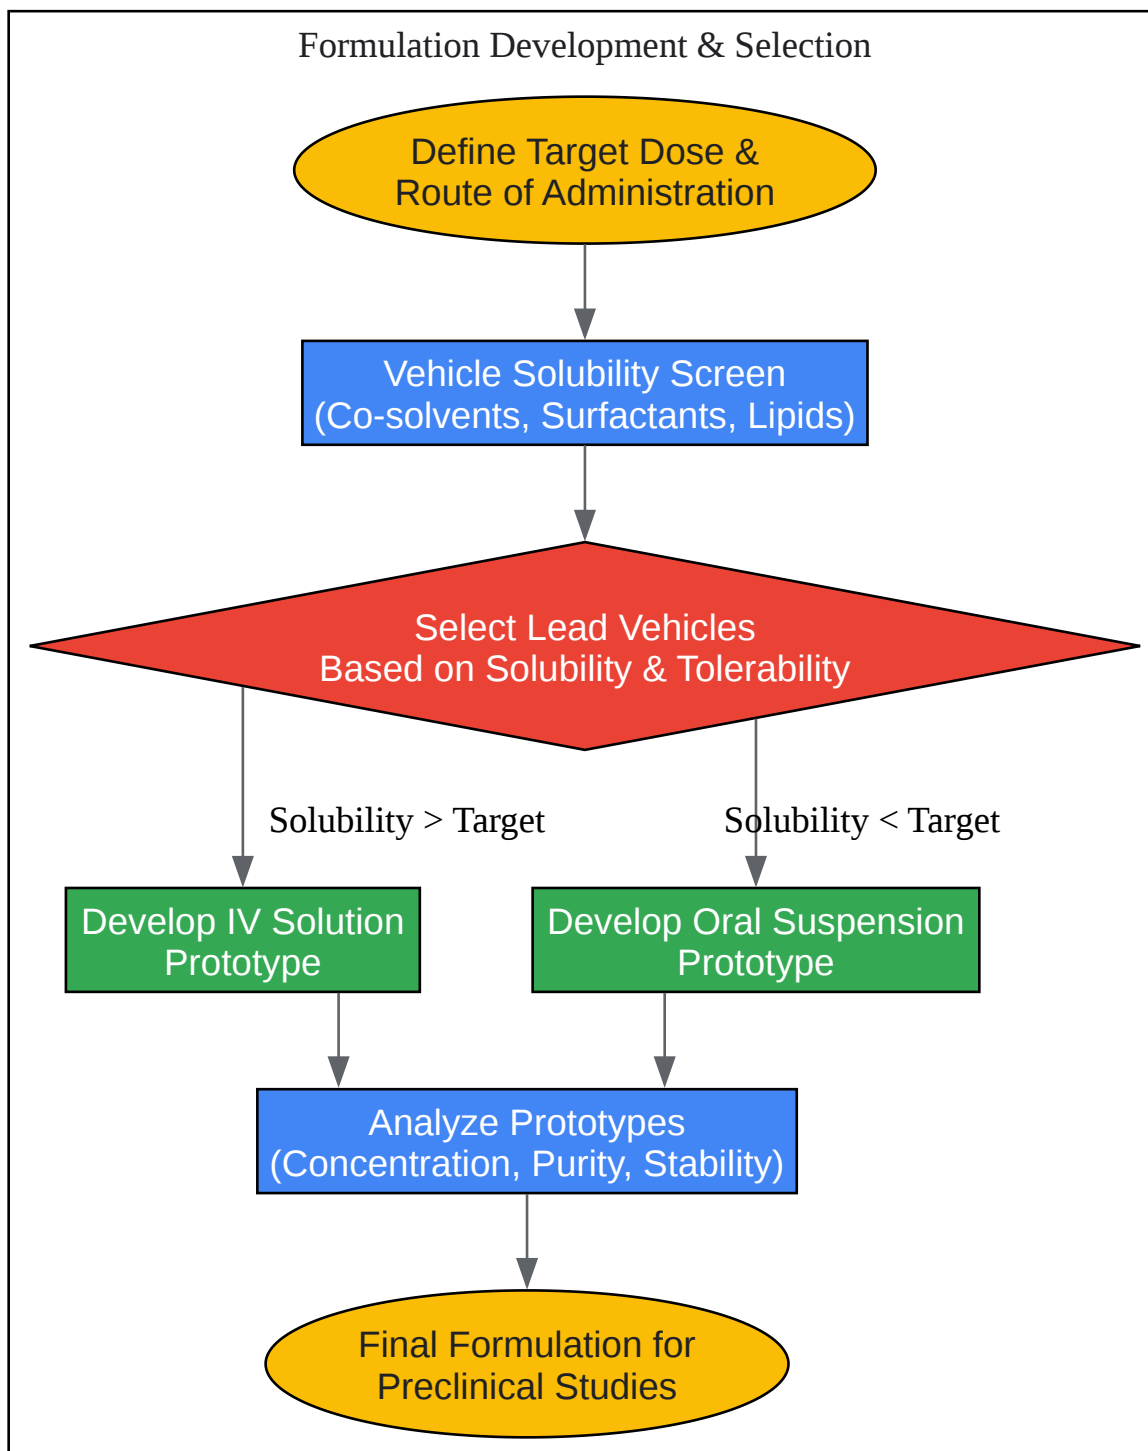 Formulation Development & Selection
Define Target Dose &
Route of Administration
Vehicle Solubility Screen
(Co-solvents, Surfactants, Lipids)
Select Lead Vehicles
Based on Solubility & Tolerability
Solubility > Target
Solubility < Target
Develop IV Solution
Prototype
Develop Oral Suspension
Prototype
Analyze Prototypes
(Concentration, Purity, Stability)
Final Formulation for
Preclinical Studies